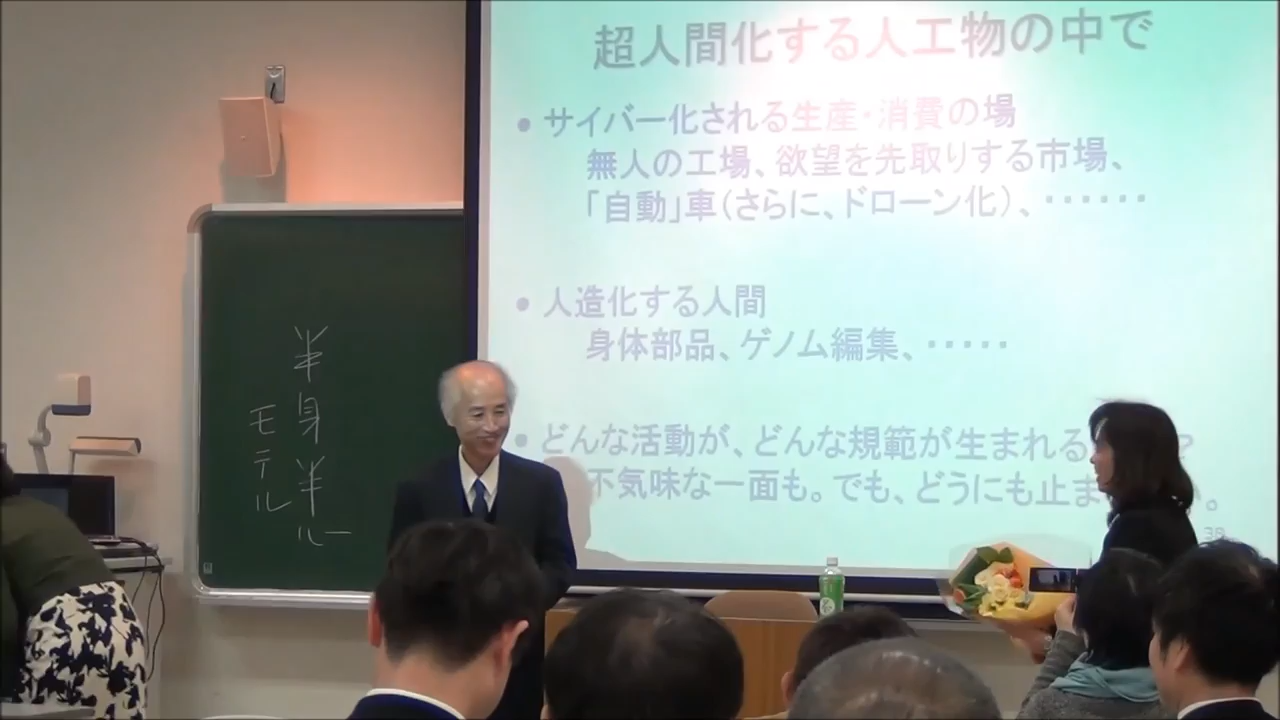 超人間化する人工物の中で
• サイバー化される生産・消費の場
無人の工場、欲望を先取りする市場、
「自動」車(さらに、ドローン化)、・・・・・・・
• 人造化する人間
身体部品、ゲノム編集、・・・・・
• どんな活動が、どんな規範が生まれる ?
不気味な一面も。でも、どうにも止ま 。
38
半身半心
モデル